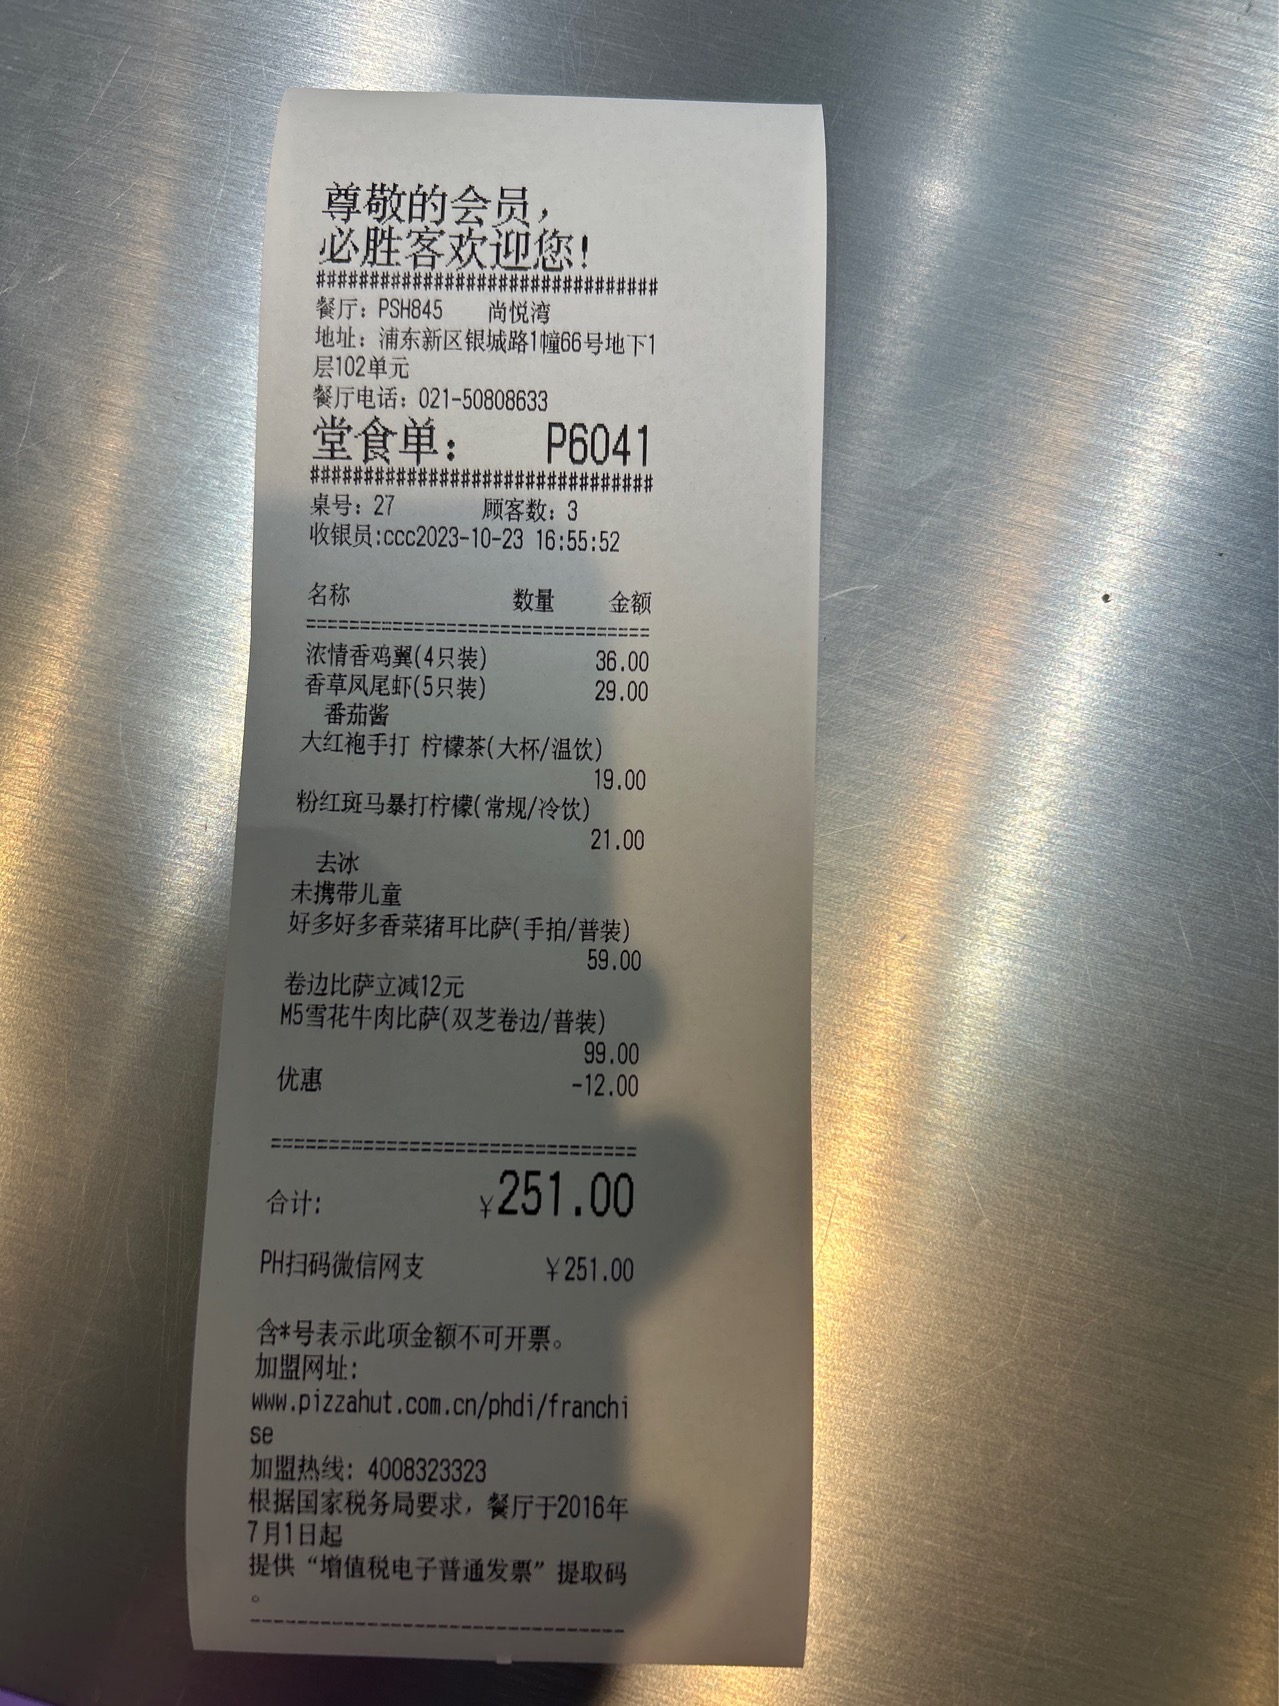 尊敬的会员，
必胜客欢迎您!
################################
餐厅: PSH845 尚悦湾
地址: 浦东新区银城路1幢66号地下1
层102单元
餐厅电话: 021-50808633
堂食单: P6041
################################
桌号: 27 顾客数: 3
收银员:ccc2023-10-23 16:55:52
名称 数量 金额
================================
浓情香鸡翼(4只装) 36.00
香草凤尾虾(5只装) 29.00
番茄酱
大红袍手打 柠檬茶(大杯/温饮)
19.00
粉红斑马暴打柠檬(常规/冷饮)
21.00
去冰
未携带儿童
好多好多香菜猪耳比萨(手拍/普装)
59.00
卷边比萨立减12元
M5雪花牛肉比萨(双芝卷边/普装)
99.00
优惠 -12.00
================================
合计: ¥251.00
PH扫码微信网支 ¥251.00
含*号表示此项金额不可开票。
加盟网址:
www.pizzahut.com.cn/phdi/franchi
se
加盟热线: 4008323323
根据国家税务局要求，餐厅于2016年
7月1日起
提供“增值税电子普通发票”提取码
。
--------------------------------